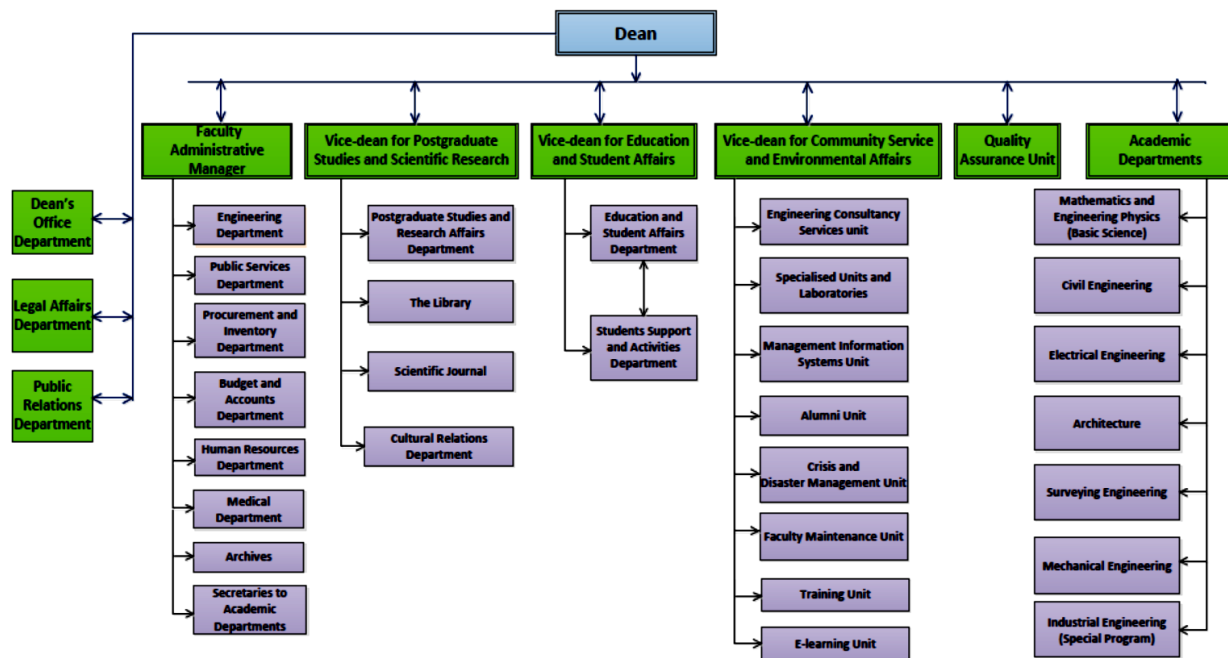 Dean
Faculty
Administrative
Manager
Vice-dean for Postgraduate
Studies and Scientific Research
Vice-dean for Education
and Student Affairs
Vice-dean for Community Service
and Environmental Affairs
Quality
Assurance Unit
Academic
Departments
Dean's
Office
Department
Legal Affairs
Department
Public
Relations
Department
Engineering
Department
Public Services
Department
Procurement and
Inventory
Department
Budget and
Accounts
Department
Human Resources
Department
Medical
Department
Archives
Secretaries to
Academic
Departments
Postgraduate Studies and
Research Affairs
Department
The Library
Scientific Journal
Cultural Relations
Department
Education and
Student Affairs
Department
Students Support
and Activities
Department
Engineering Consultancy
Services unit
Specialised Units and
Laboratories
Management Information
Systems Unit
Alumni Unit
Crisis and
Disaster Management Unit
Faculty Maintenance Unit
Training Unit
E-learning Unit
Mathematics and
Engineering Physics
(Basic Science)
Civil Engineering
Electrical Engineering
Architecture
Surveying Engineering
Mechanical Engineering
Industrial Engineering
(Special Program)